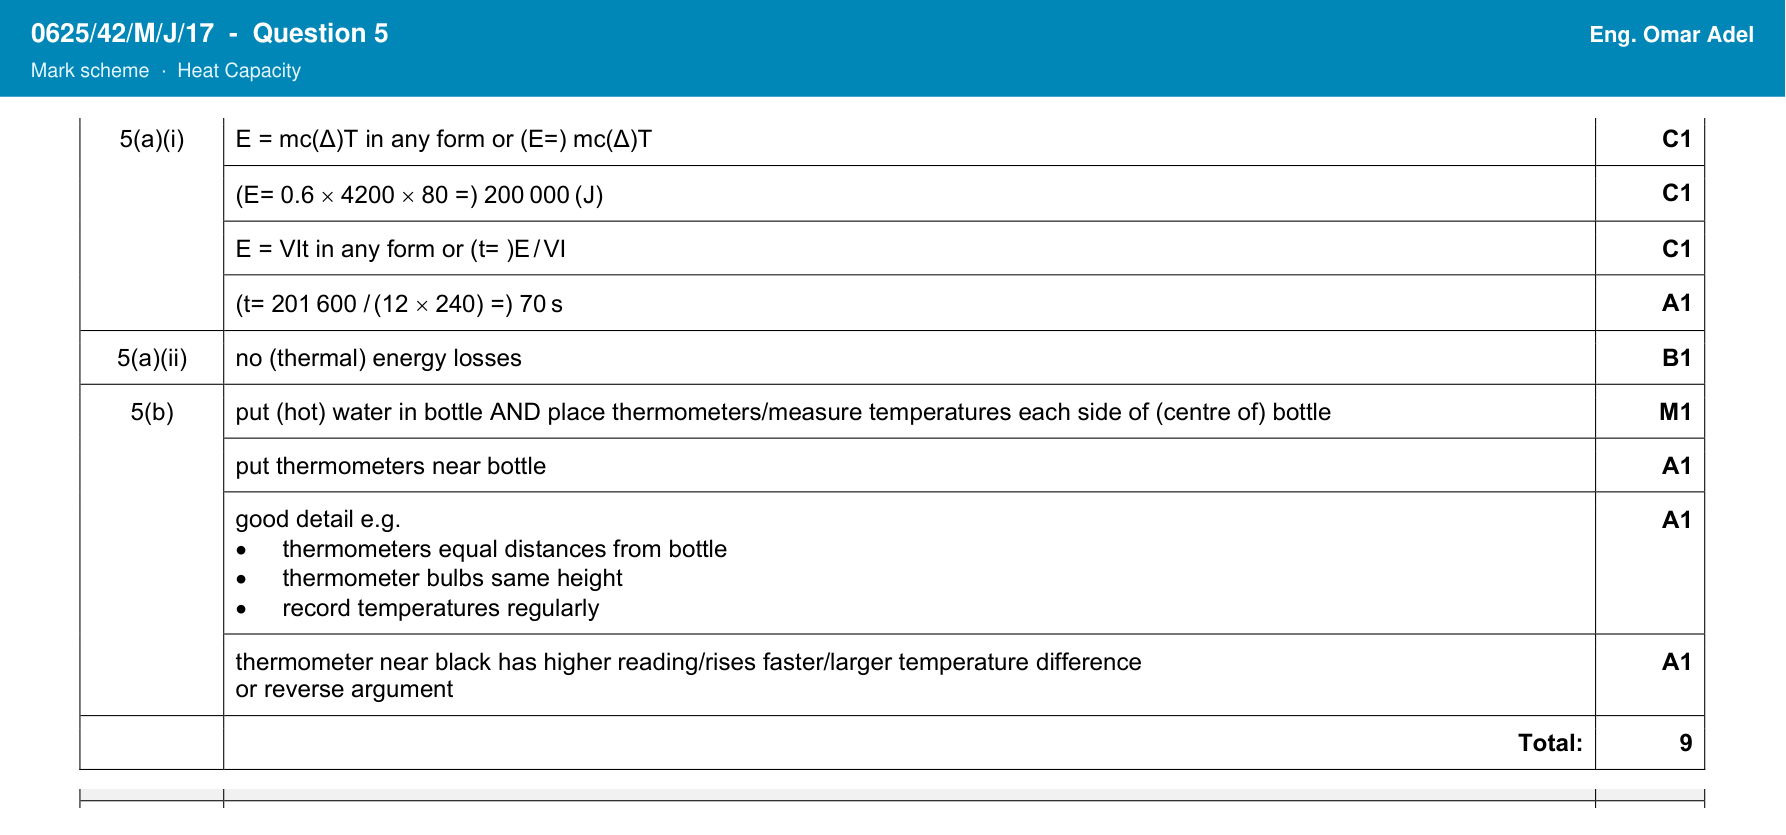 0625/42/M/J/17 - Question 5
Eng. Omar Adel
Mark scheme · Heat Capacity
5(a)(i) E = mc(Δ)T in any form or (E=) mc(Δ)T C1
(E= 0.6 × 4200 × 80 =) 200 000 (J) C1
E = VIt in any form or (t= )E / VI C1
(t= 201 600 / (12 × 240) =) 70 s A1
5(a)(ii) no (thermal) energy losses B1
5(b) put (hot) water in bottle AND place thermometers/measure temperatures each side of (centre of) bottle M1
put thermometers near bottle A1
good detail e.g. A1
• thermometers equal distances from bottle
• thermometer bulbs same height
• record temperatures regularly
thermometer near black has higher reading/rises faster/larger temperature difference A1
or reverse argument
Total: 9